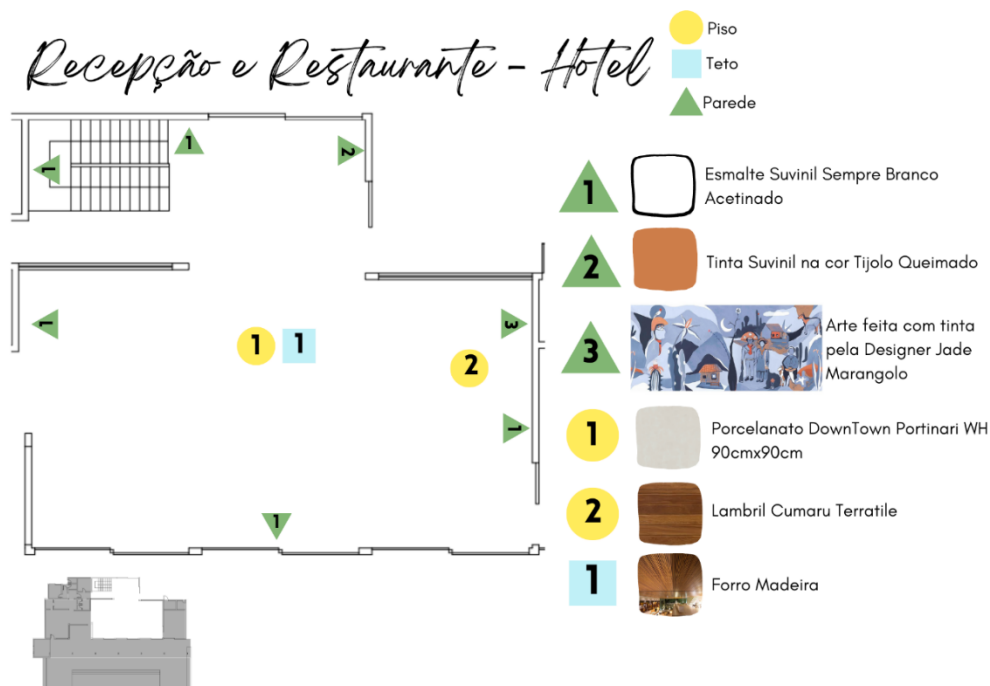 Recepção e Restaurante - Hotel
Piso
Teto
Parede
1
2
1
1
3
1
1
2
1
1
1 Esmalte Suvinil Sempre Branco
Acetinado
2 Tinta Suvinil na cor Tijolo Queimado
3 Arte feita com tinta
pela Designer Jade
Marangolo
1 Porcelanato DownTown Portinari WH
90cmx90cm
2 Lambril Cumaru Terratile
1 Forro Madeira